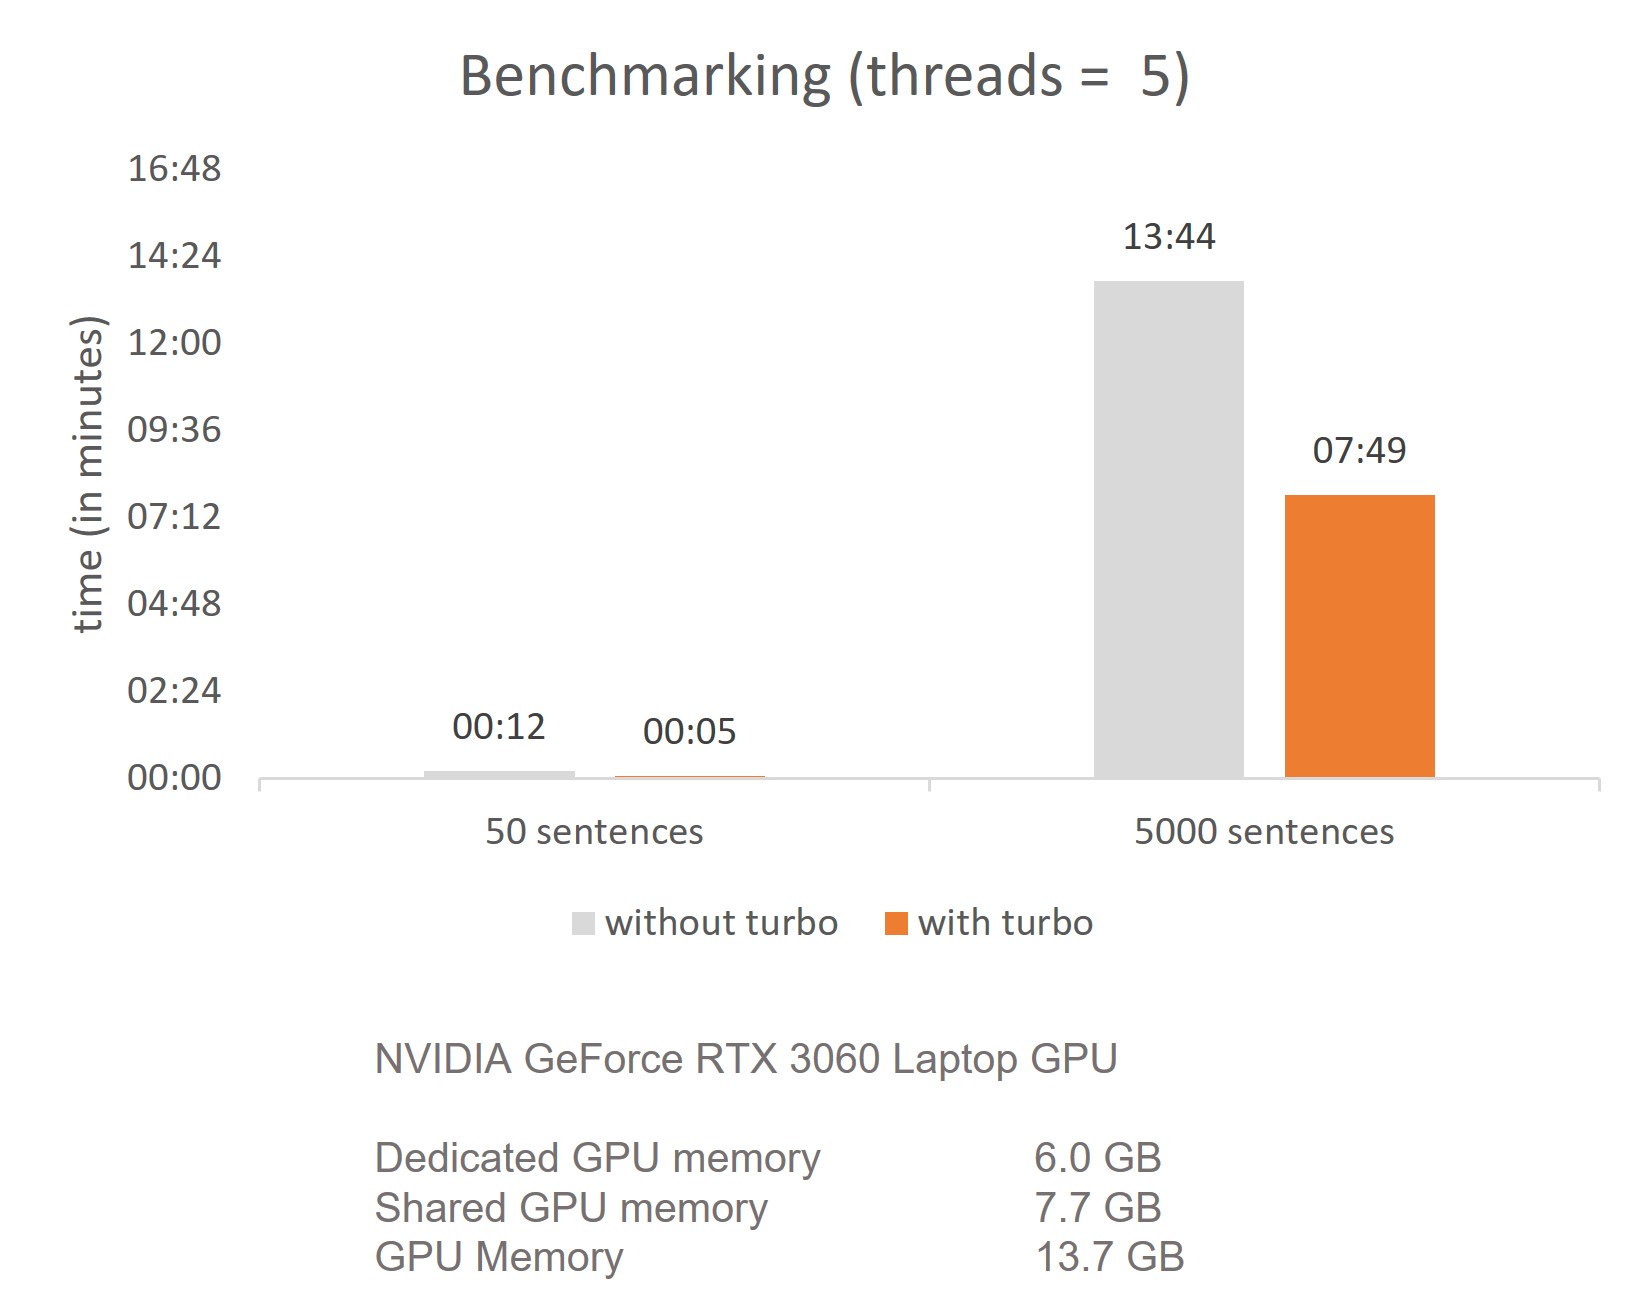 Benchmarking (threads = 5)
time (in minutes)
16:48
14:24
12:00
09:36
07:12
04:48
02:24
00:00
00:12
00:05
13:44
07:49
50 sentences
5000 sentences
without turbo
with turbo
NVIDIA GeForce RTX 3060 Laptop GPU
Dedicated GPU memory 6.0 GB
Shared GPU memory 7.7 GB
GPU Memory 13.7 GB